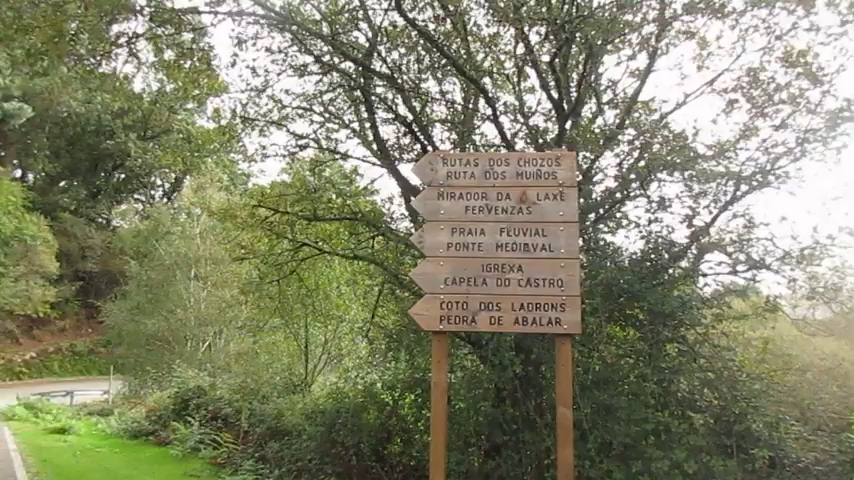 RUTAS DOS CHOZOS
RUTA DOS MUIÑOS
MIRADOR DA LAXE
FERVENZAS
PRAIA FLUVIAL
PONTE MEDIEVAL
IGREXA
CAPELA DO CASTRO
COTO DOS LADRONS
PEDRA DE ABALAR